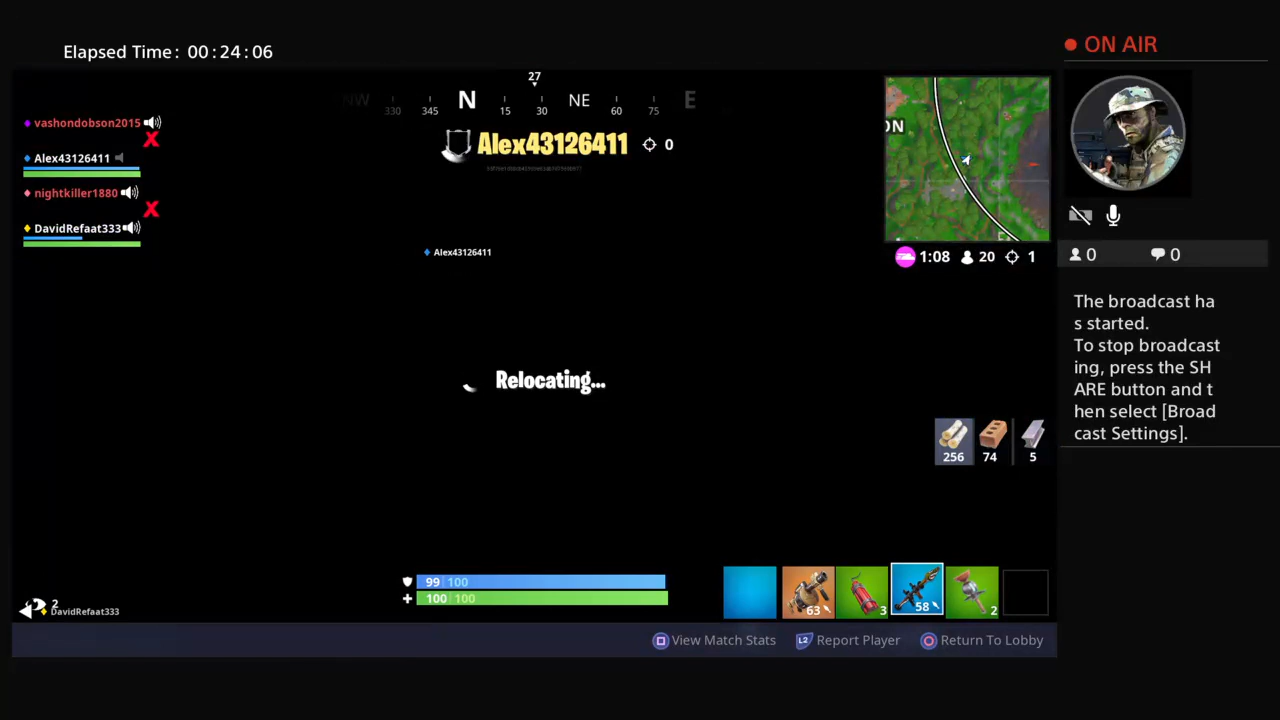 Elapsed Time: 00:24:06
ON AIR
27
NW 330 345 N 15 30 NE 60 75 E
vashondobson2015
Alex43126411
nightkiller1880
DavidRefaat333
Alex43126411 0
ON
Alex43126411
1:08 20 1
0 0
The broadcast ha
s started.
To stop broadcast
ing, press the SH
ARE button and t
hen select [Broad
cast Settings].
Relocating...
256 74 5
99 100
100 100
63 3 58 2
2
DavidRefaat333
View Match Stats L2 Report Player Return To Lobby